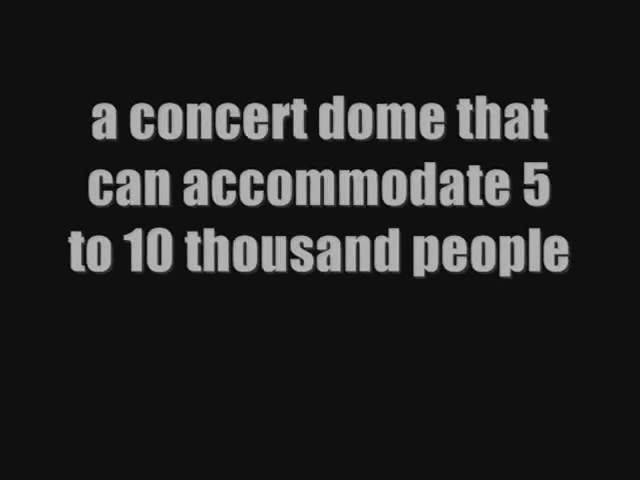 a concert dome that
can accommodate 5
to 10 thousand people